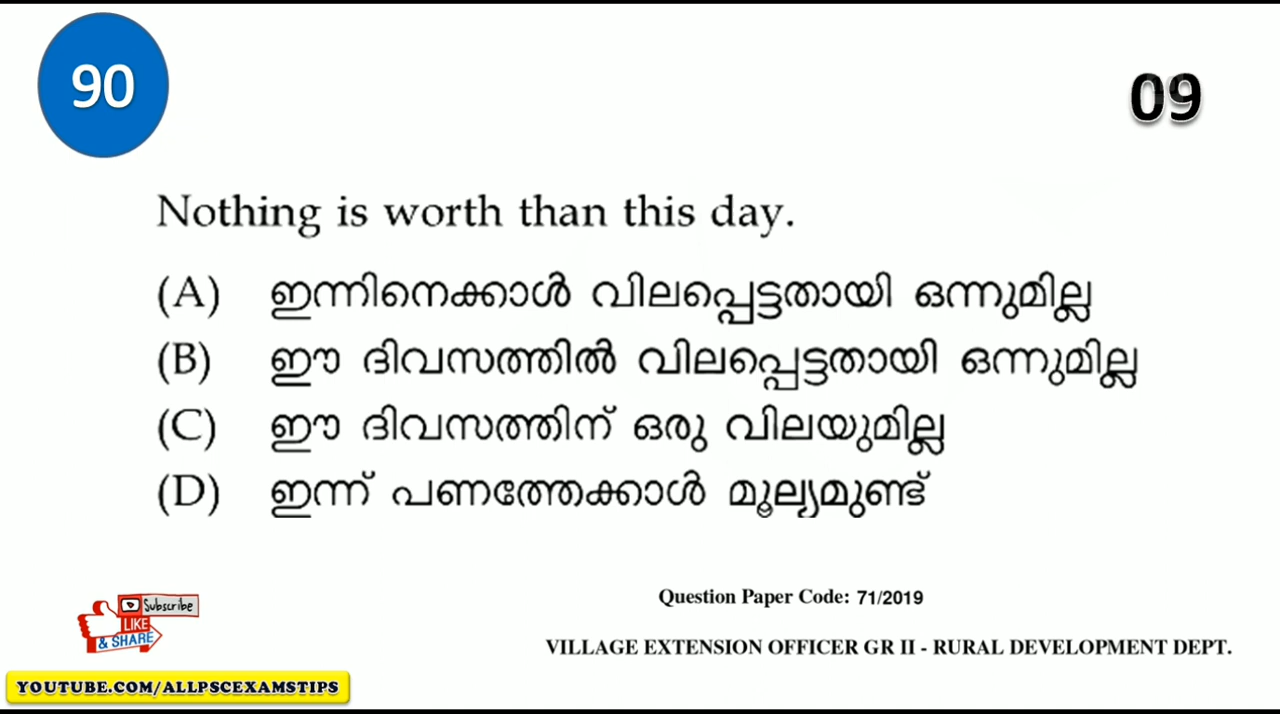 90
09
Nothing is worth than this day.
(A) ഇന്നിനെക്കാൾ വിലപ്പെട്ടതായി ഒന്നുമില്ല
(B) ഈ ദിവസത്തിൽ വിലപ്പെട്ടതായി ഒന്നുമില്ല
(C) ഈ ദിവസത്തിന് ഒരു വിലയുമില്ല
(D) ഇന്ന് പണത്തേക്കാൾ മൂല്യമുണ്ട്
Subscribe
LIKE
& SHARE
Question Paper Code: 71/2019
VILLAGE EXTENSION OFFICER GR II - RURAL DEVELOPMENT DEPT.
YOUTUBE.COM/ALLPSCEXAMSTIPS